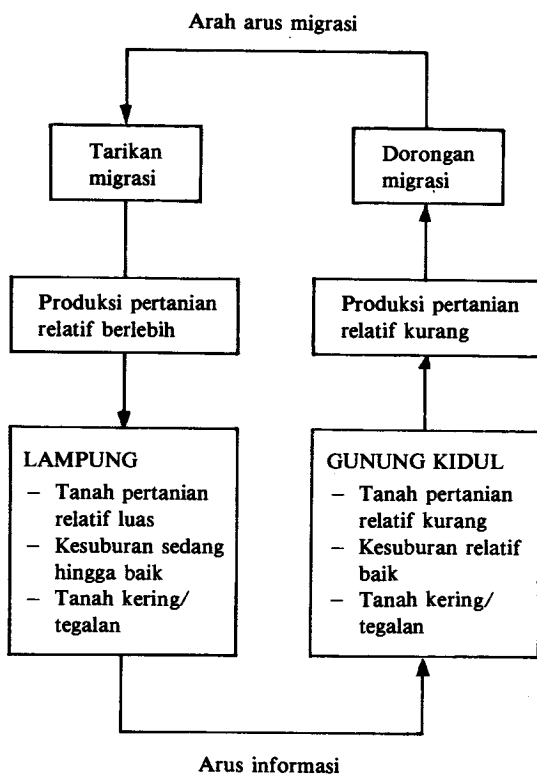 Arah arus migrasi
Tarikan
migrasi
Dorongan
migrasi
Produksi pertanian
relatif berlebih
Produksi pertanian
relatif kurang
LAMPUNG
– Tanah pertanian
relatif luas
– Kesuburan sedang
hingga baik
– Tanah kering/
tegalan
GUNUNG KIDUL
– Tanah pertanian
relatif kurang
– Kesuburan relatif
baik
– Tanah kering/
tegalan
Arus informasi